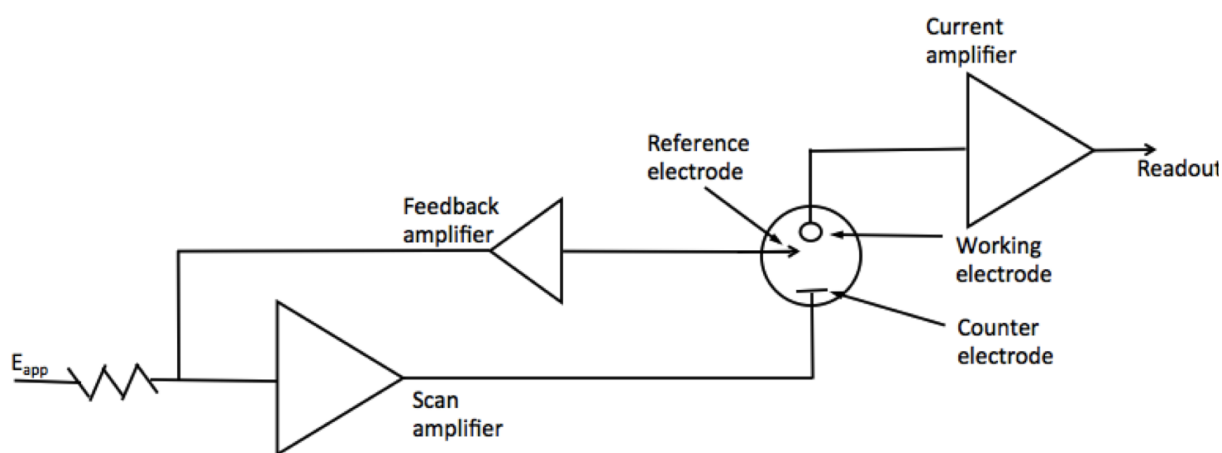 Current
amplifier
Reference
electrode
Readout
Feedback
amplifier
Working
electrode
Counter
electrode
E_app
Scan
amplifier